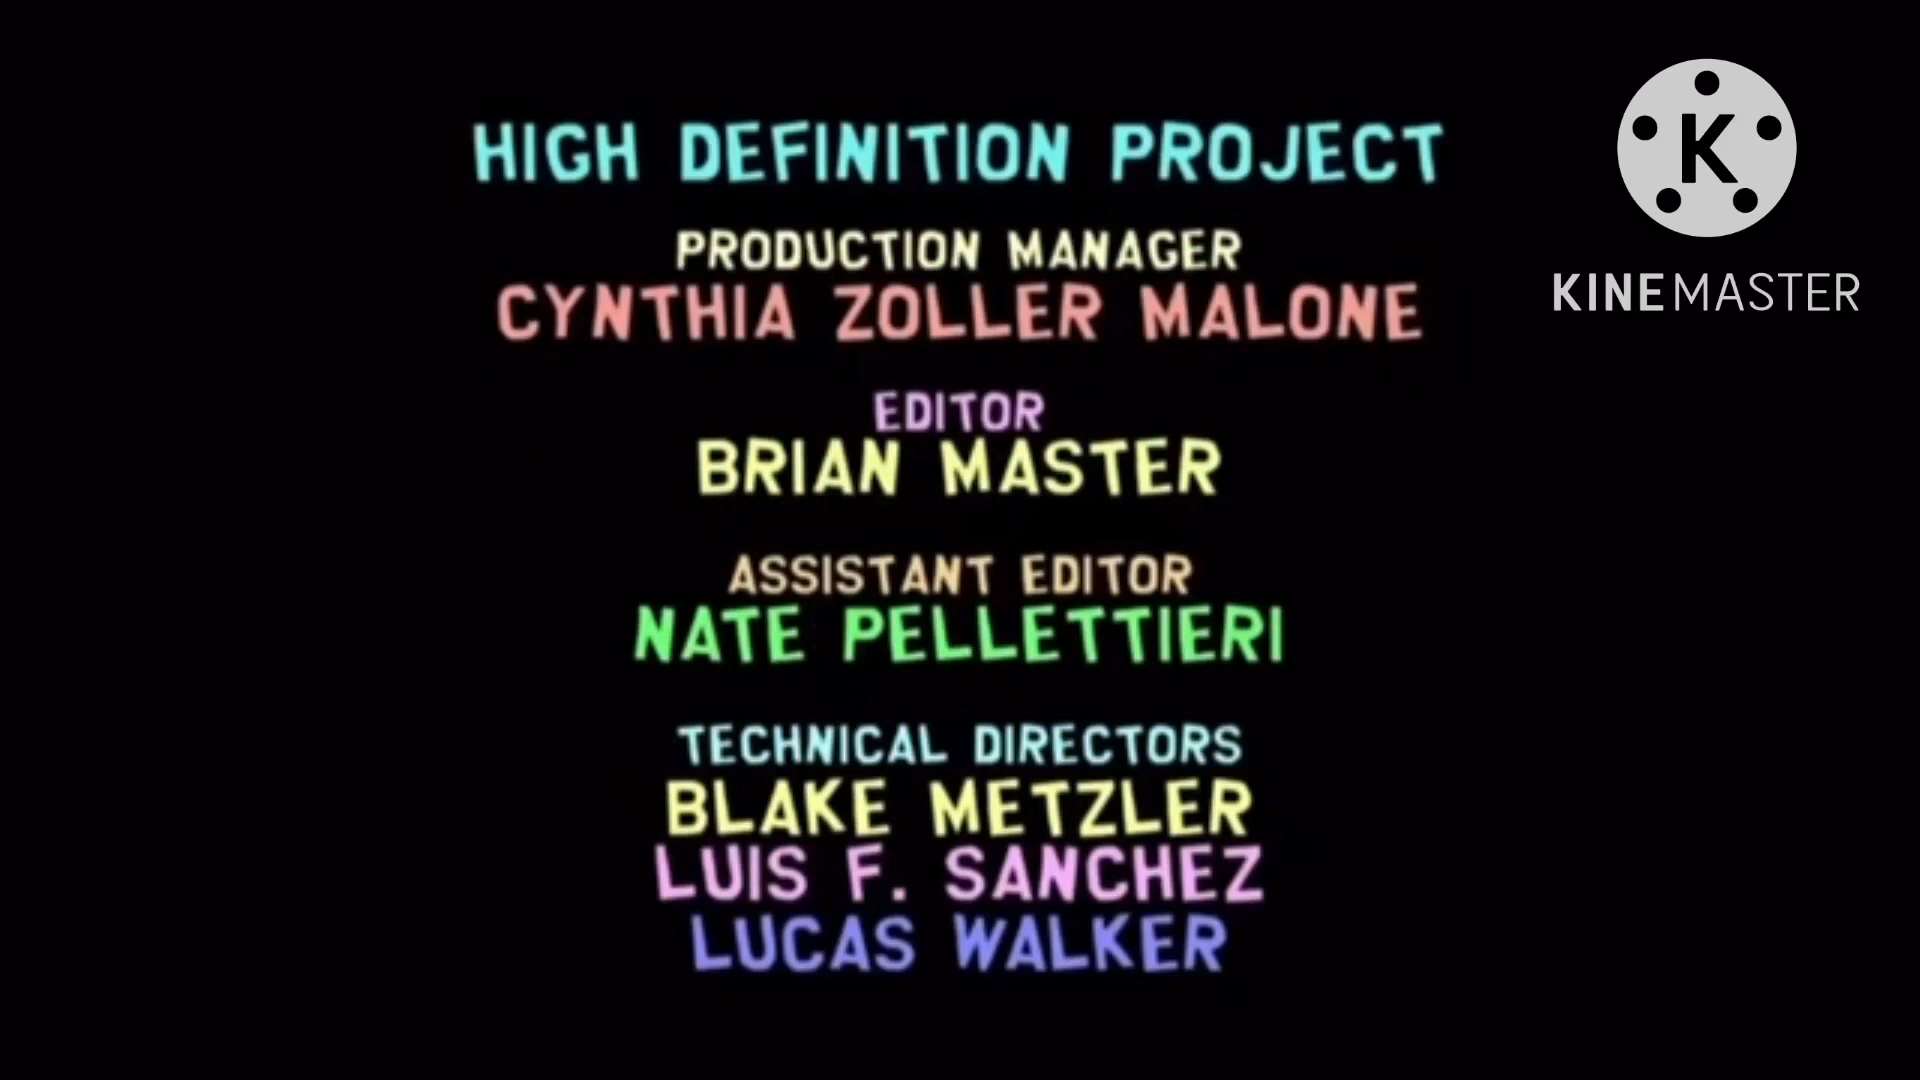 HIGH DEFINITION PROJECT
PRODUCTION MANAGER
CYNTHIA ZOLLER MALONE
EDITOR
BRIAN MASTER
ASSISTANT EDITOR
NATE PELLETTIERI
TECHNICAL DIRECTORS
BLAKE METZLER
LUIS F. SANCHEZ
LUCAS WALKER
K
KINEMASTER